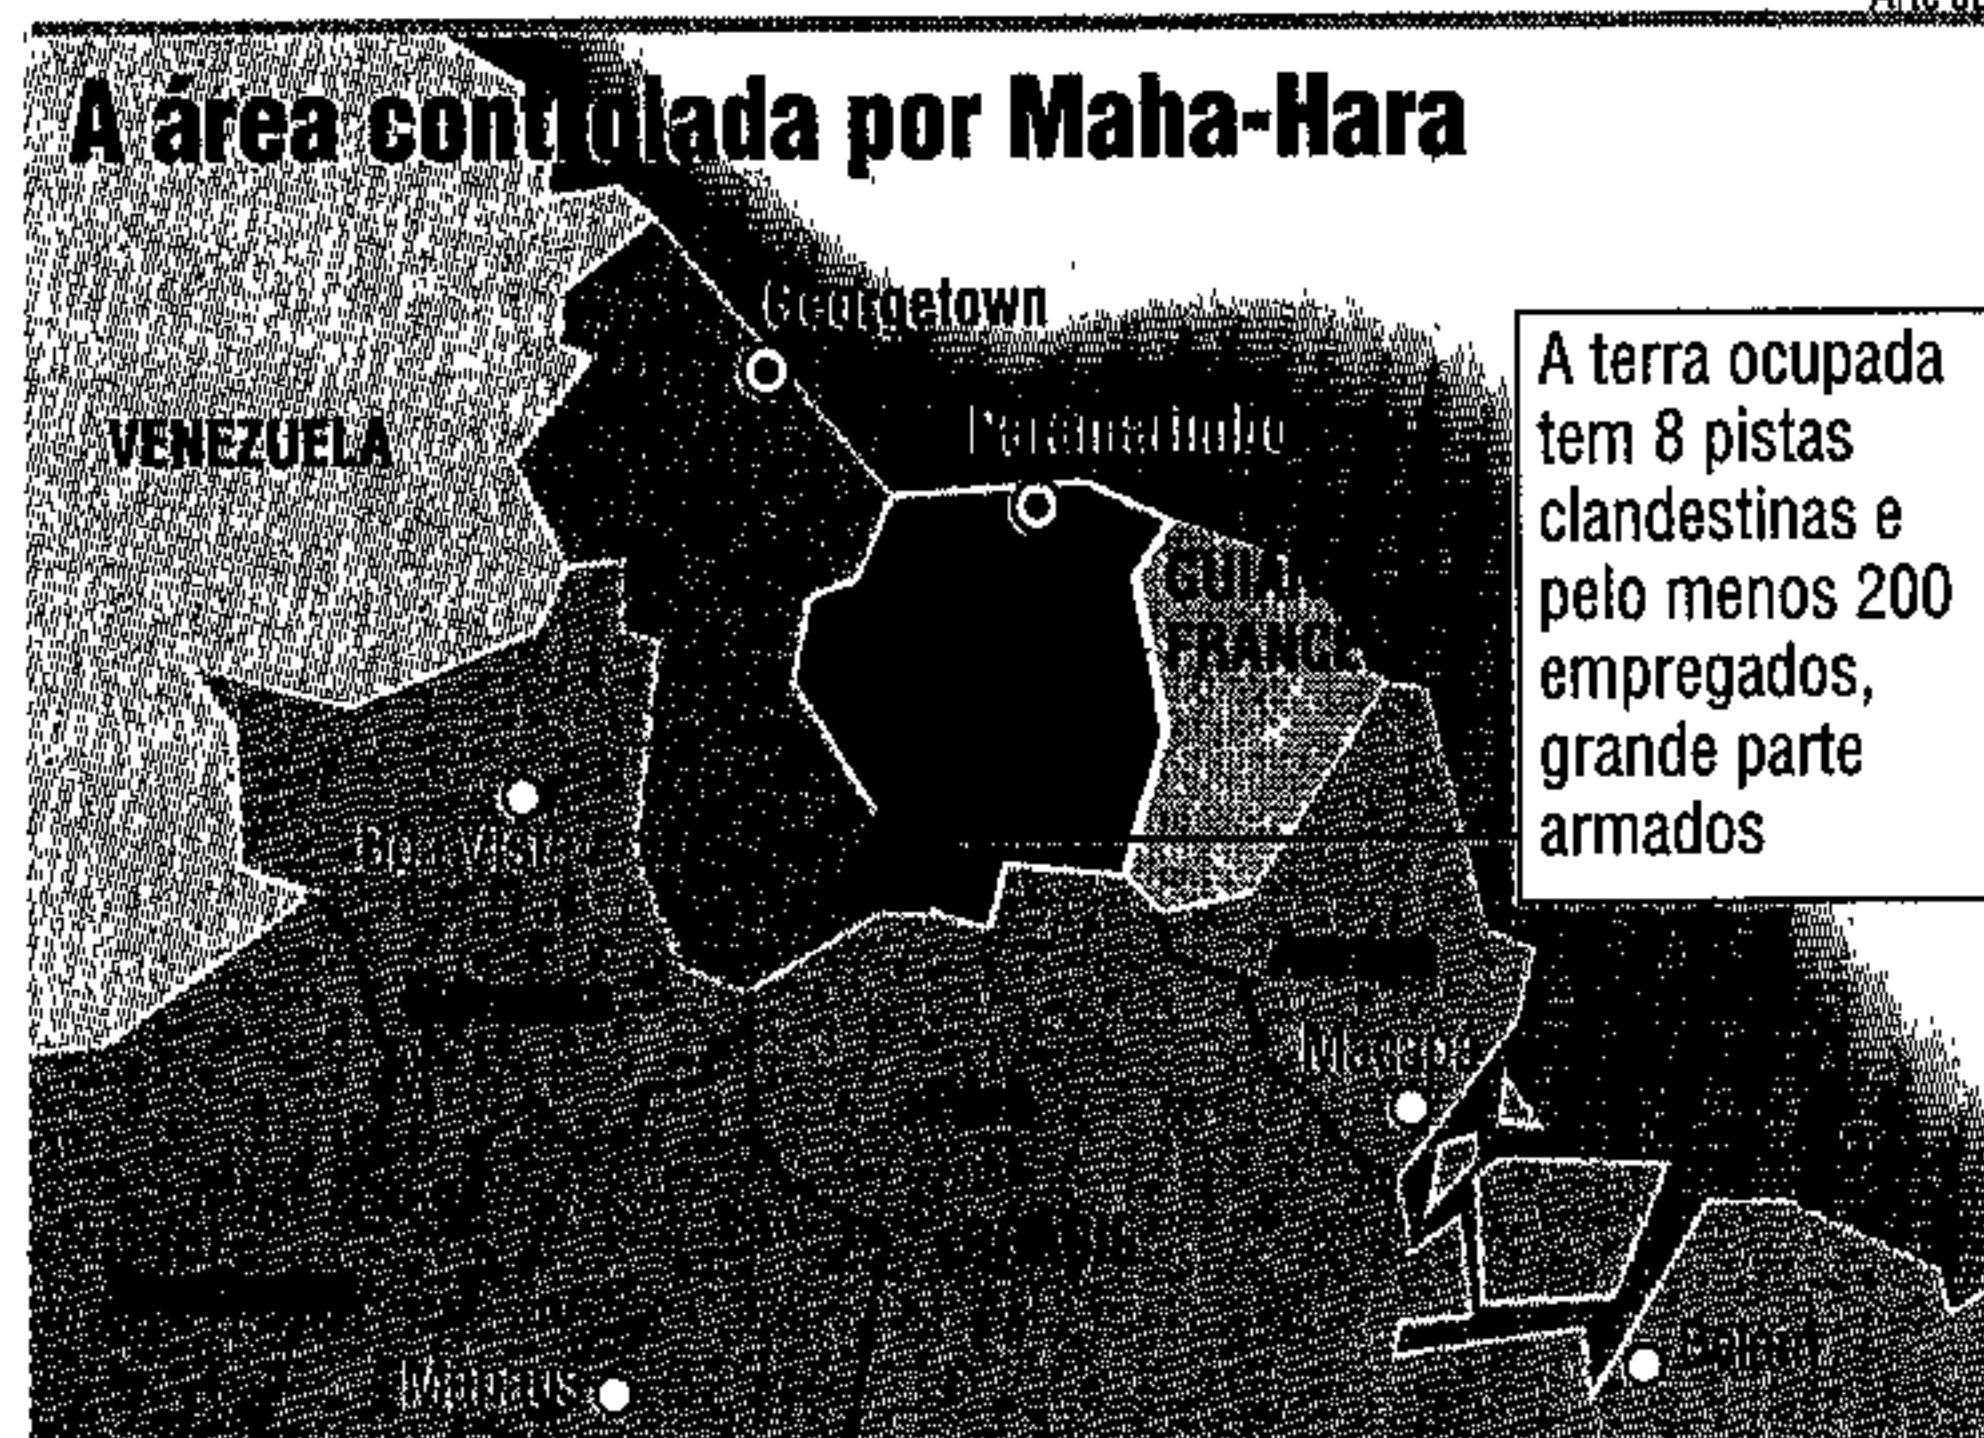 A área controlada por Maha-Hara
Georgetown
Paramaribo
VENEZUELA
A terra ocupada
tem 8 pistas
clandestinas e
pelo menos 200
empregados,
grande parte
armados
Boa Vista
Macapá
Manaus
Belém